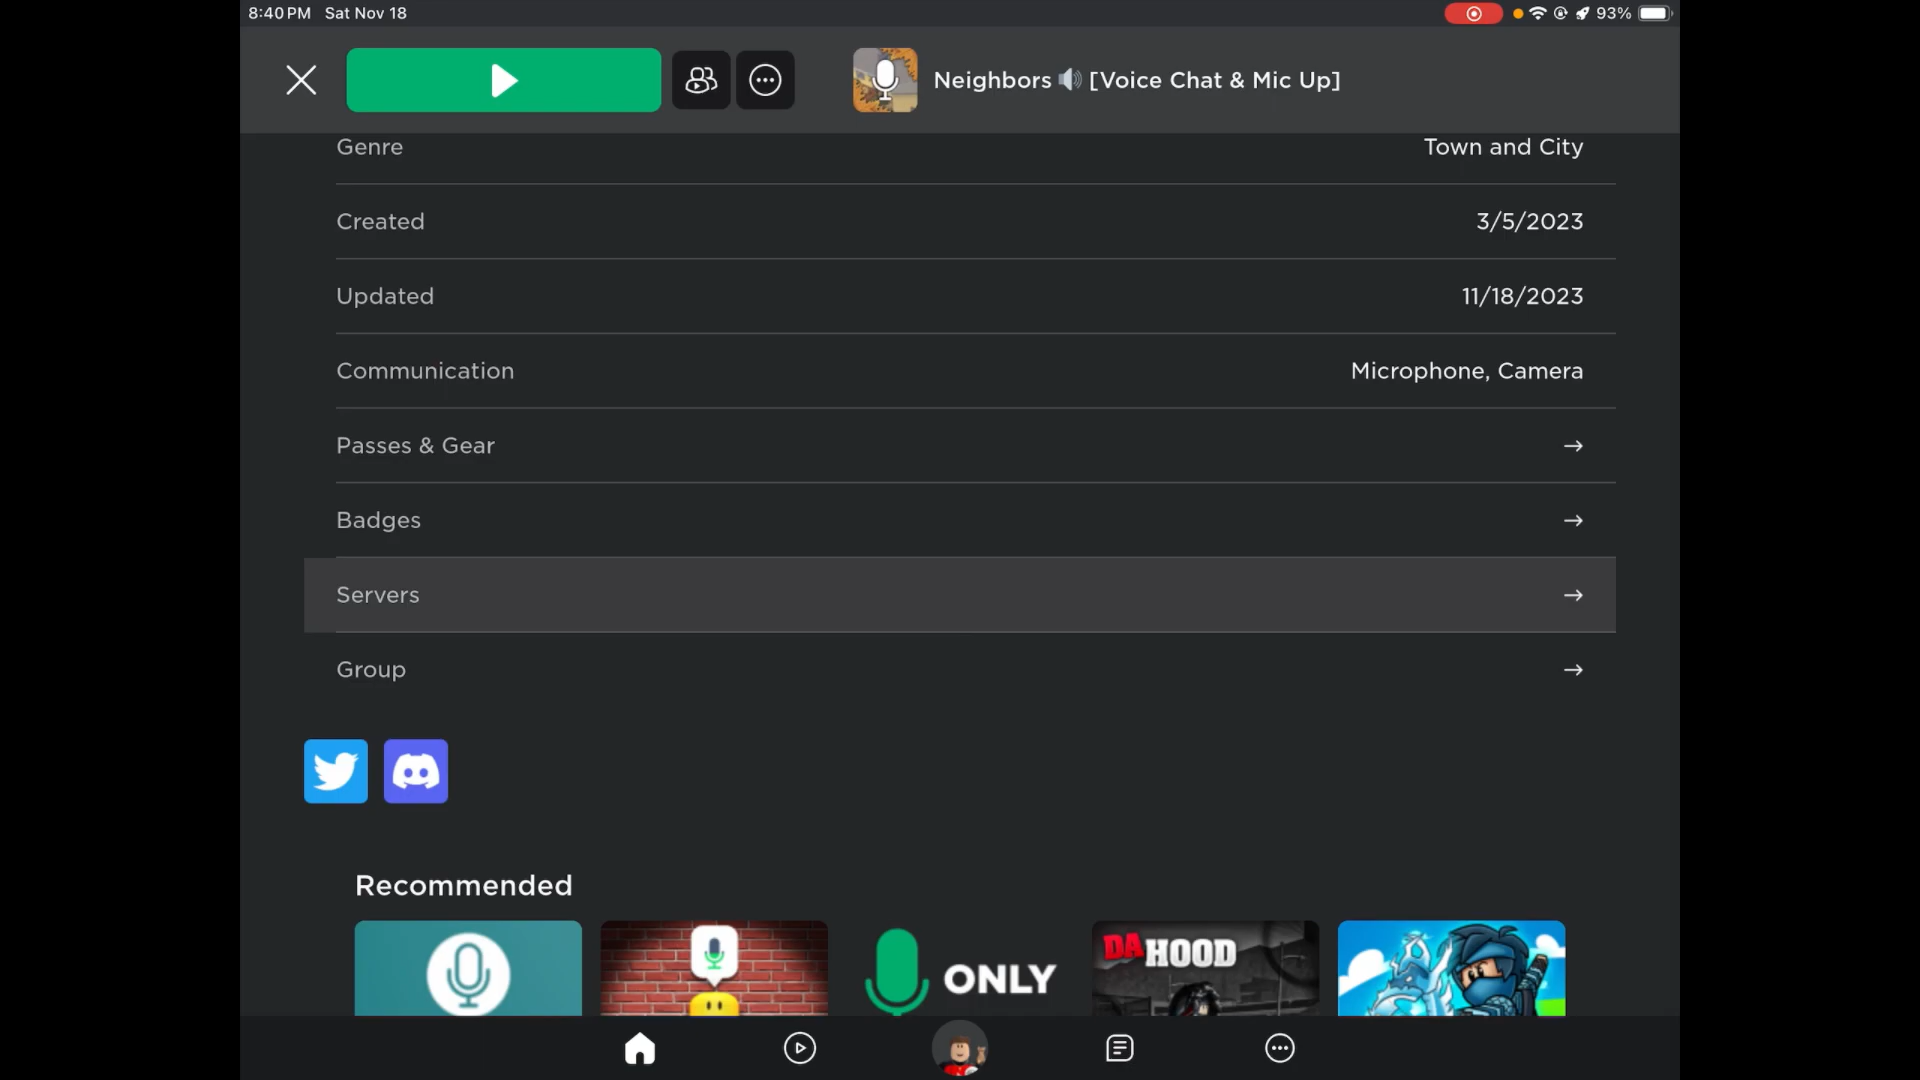 8:40 PM Sat Nov 18
93%
Neighbors 🔊 [Voice Chat & Mic Up]
Genre Town and City
Created 3/5/2023
Updated 11/18/2023
Communication Microphone, Camera
Passes & Gear →
Badges →
Servers →
Group →
Recommended
ONLY
DA HOOD